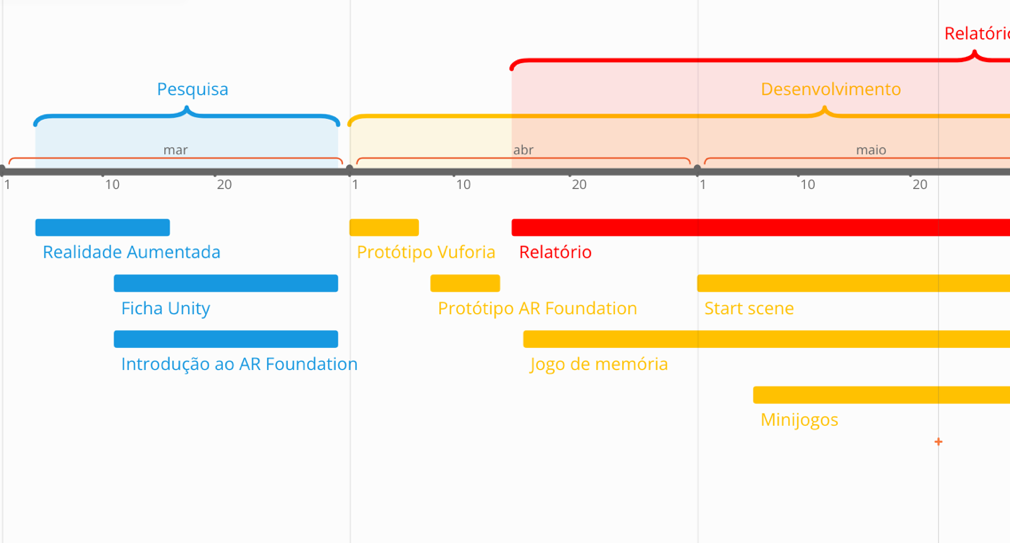 Relatóri
Pesquisa
Desenvolvimento
mar
abr
maio
1
10
20
1
10
20
1
10
20
Realidade Aumentada
Protótipo Vuforia
Relatório
Ficha Unity
Protótipo AR Foundation
Start scene
Introdução ao AR Foundation
Jogo de memória
Minijogos